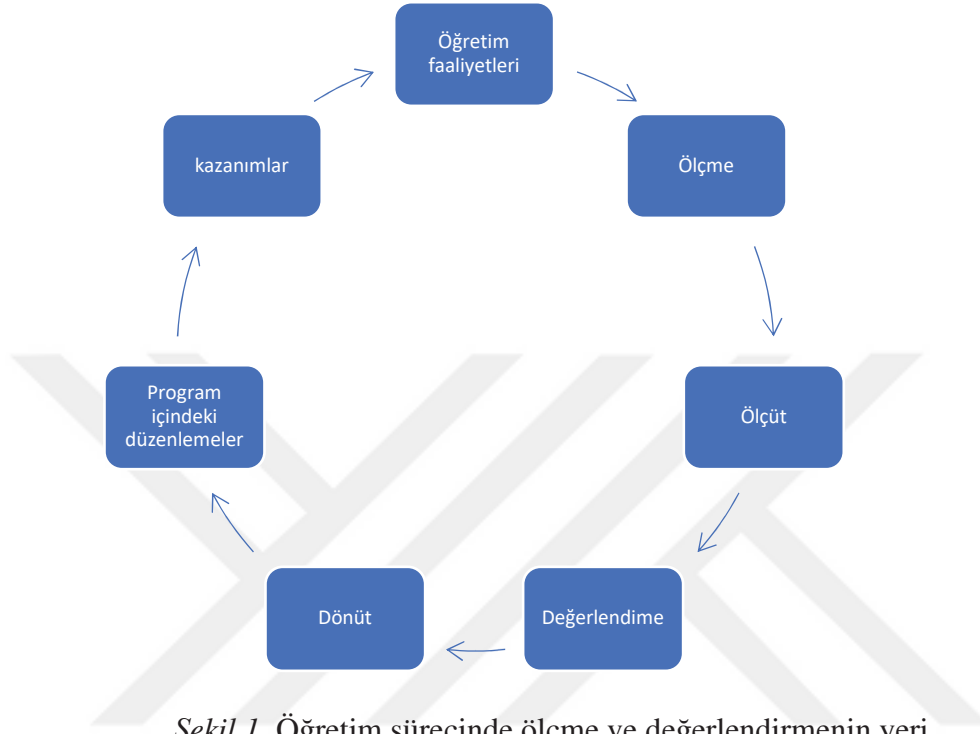 Öğretim
faaliyetleri
Ölçme
Ölçüt
Değerlendime
Dönüt
Program
içindeki
düzenlemeler
kazanımlar
Şekil 1. Öğretim sürecinde ölçme ve değerlendirmenin yeri